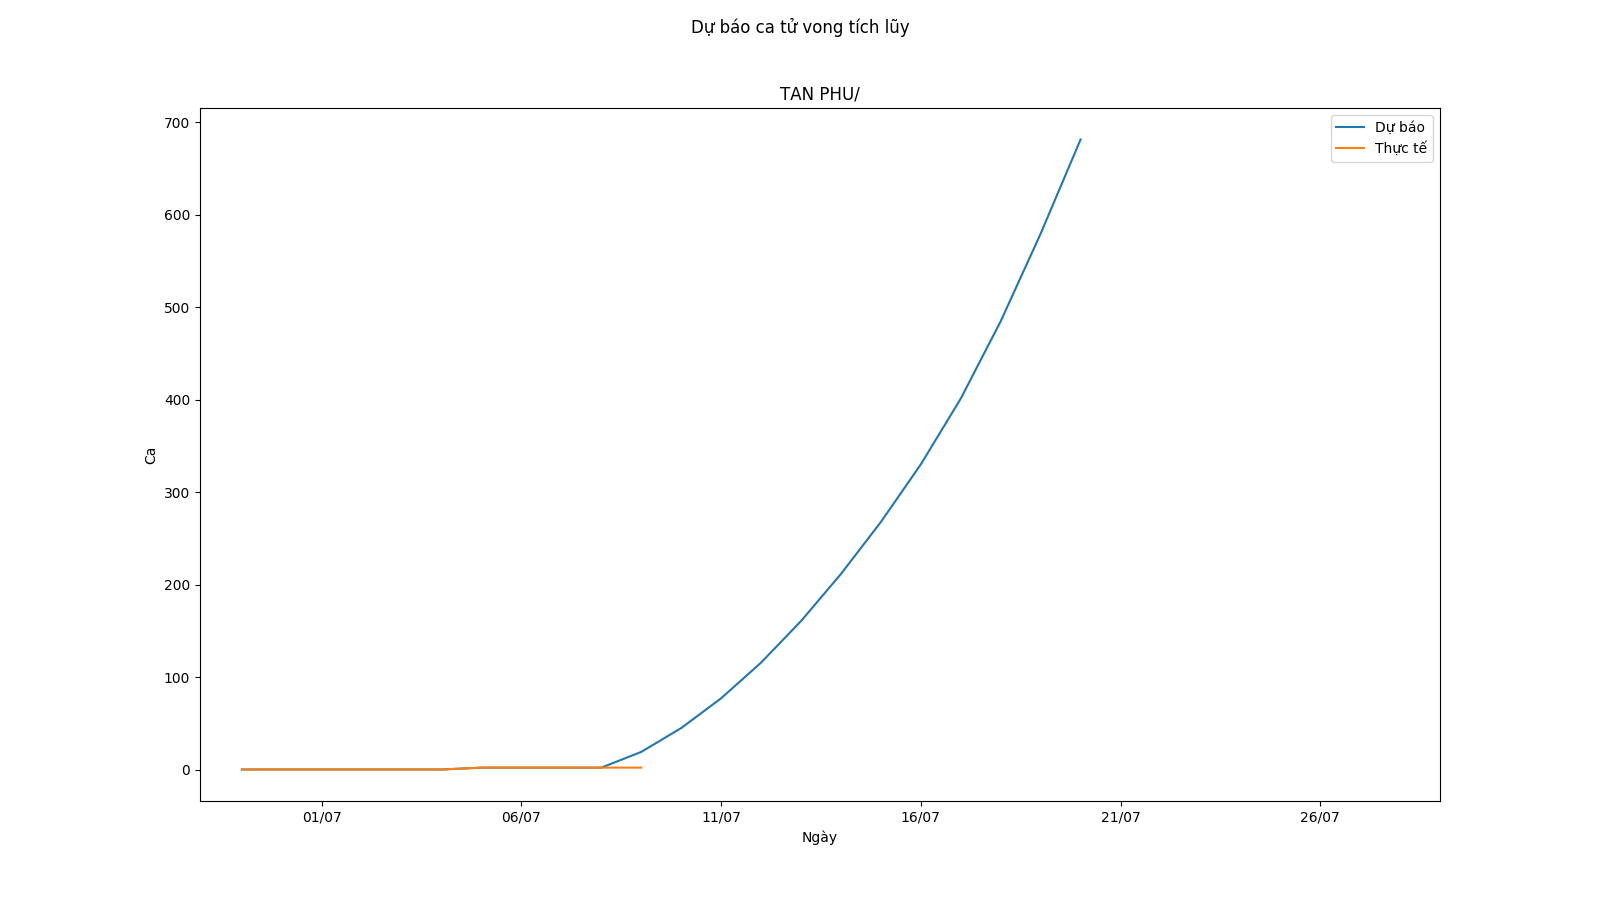 Dự báo ca tử vong tích lũy
TAN PHU/
Dự báo
Thực tế
700
600
500
400
300
200
100
0
Ca
01/07 06/07 11/07 16/07 21/07 26/07
Ngày